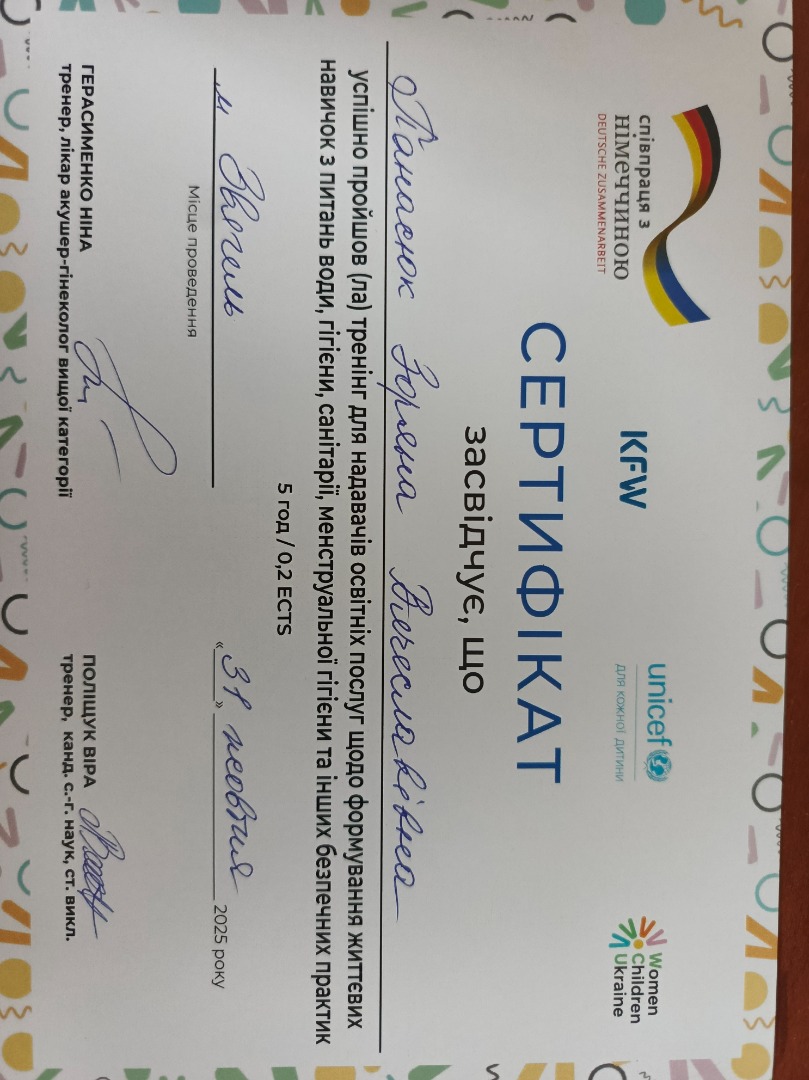 співпраця з
НІМЕЧЧИНОЮ
DEUTSCHE ZUSAMMENARBEIT
KFW
unicef
для кожної дитини
Women
Children
Ukraine
СЕРТИФІКАТ
засвідчує, що
Панасюк Зоряна Вячеславівна
успішно пройшов (ла) тренінг для надавачів освітніх послуг щодо формування життєвих
навичок з питань води, гігієни, санітарії, менструальної гігієни та інших безпечних практик
5 год / 0,2 ECTS
м Звягель « 31 » жовтня 2025 року
Місце проведення
ГЕРАСИМЕНКО НІНА
тренер, лікар акушер-гінеколог вищої категорії
ПОЛІЩУК ВІРА
тренер, канд. с.-г. наук, ст. викл.